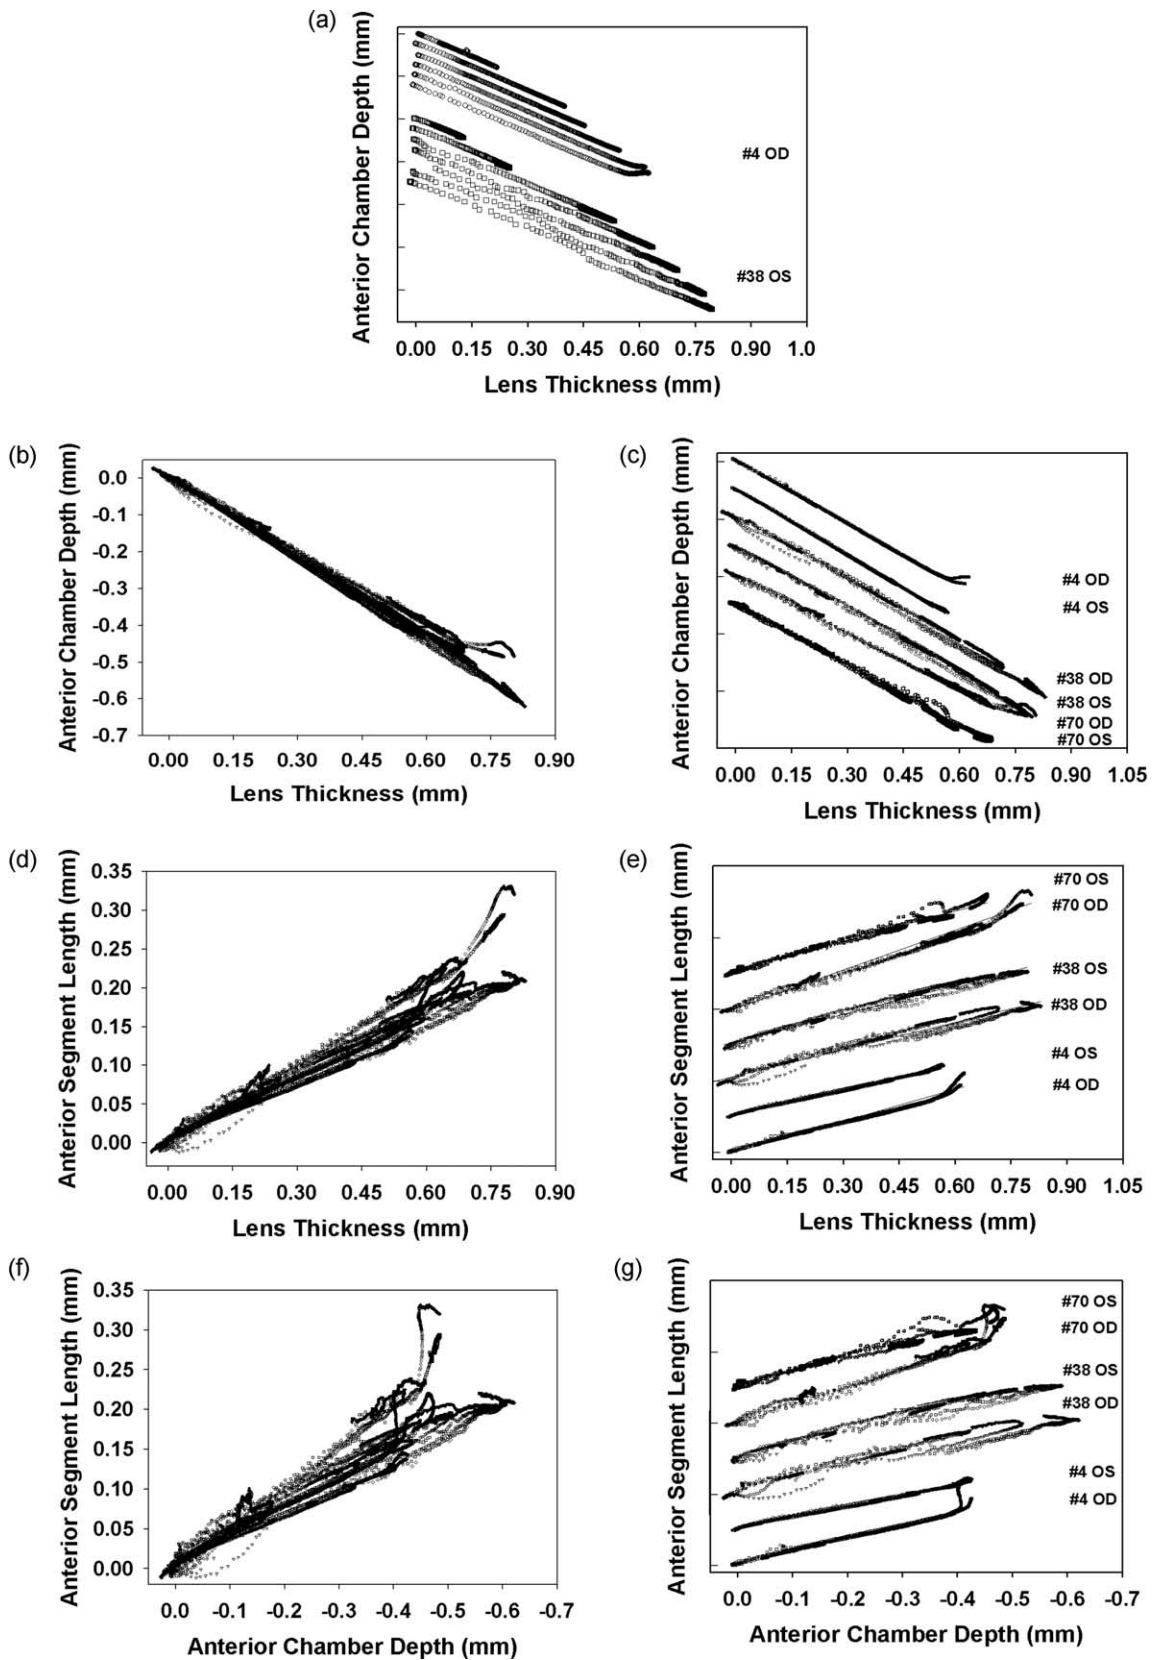 (a)
Anterior Chamber Depth (mm)
#4 OD
#38 OS
0.00 0.15 0.30 0.45 0.60 0.75 0.90 1.0
Lens Thickness (mm)
(b)
Anterior Chamber Depth (mm)
0.0
-0.1
-0.2
-0.3
-0.4
-0.5
-0.6
-0.7
0.00 0.15 0.30 0.45 0.60 0.75 0.90
Lens Thickness (mm)
(c)
Anterior Chamber Depth (mm)
#4 OD
#4 OS
#38 OD
#38 OS
#70 OD
#70 OS
0.00 0.15 0.30 0.45 0.60 0.75 0.90 1.05
Lens Thickness (mm)
(d)
Anterior Segment Length (mm)
0.35
0.30
0.25
0.20
0.15
0.10
0.05
0.00
0.00 0.15 0.30 0.45 0.60 0.75 0.90
Lens Thickness (mm)
(e)
Anterior Segment Length (mm)
#70 OS
#70 OD
#38 OS
#38 OD
#4 OS
#4 OD
0.00 0.15 0.30 0.45 0.60 0.75 0.90 1.05
Lens Thickness (mm)
(f)
Anterior Segment Length (mm)
0.35
0.30
0.25
0.20
0.15
0.10
0.05
0.00
0.0 -0.1 -0.2 -0.3 -0.4 -0.5 -0.6 -0.7
Anterior Chamber Depth (mm)
(g)
Anterior Segment Length (mm)
#70 OS
#70 OD
#38 OS
#38 OD
#4 OS
#4 OD
0.0 -0.1 -0.2 -0.3 -0.4 -0.5 -0.6 -0.7
Anterior Chamber Depth (mm)